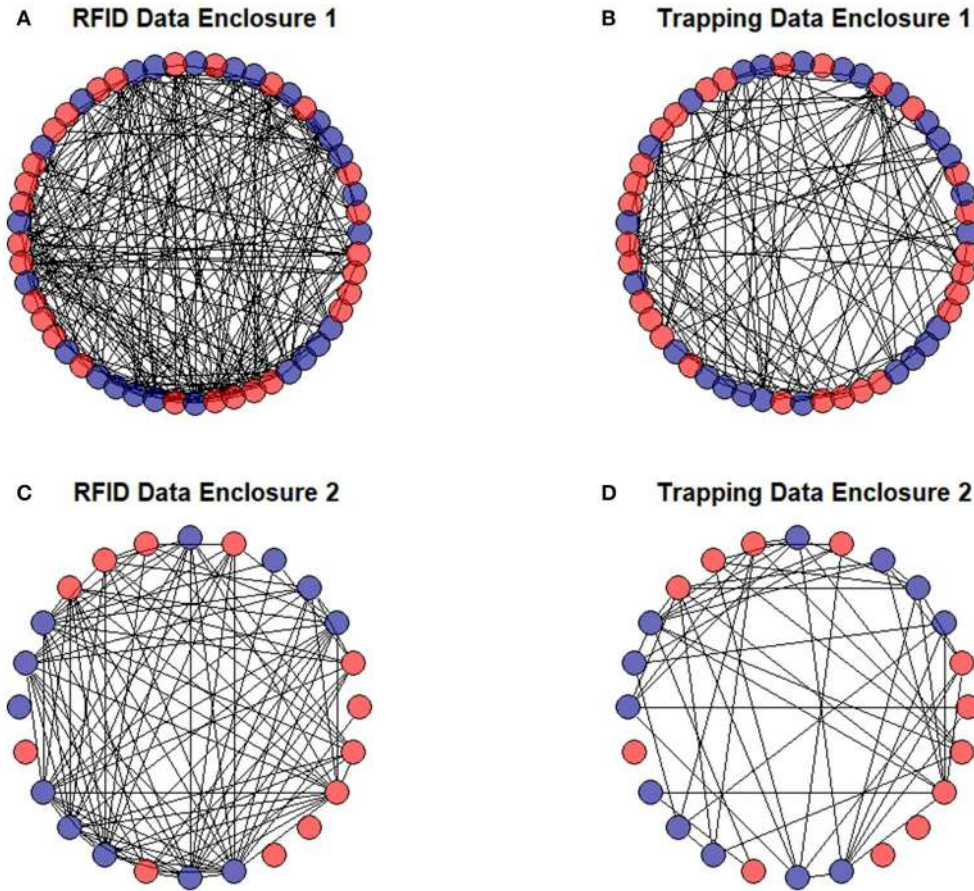 A RFID Data Enclosure 1
B Trapping Data Enclosure 1
C RFID Data Enclosure 2
D Trapping Data Enclosure 2